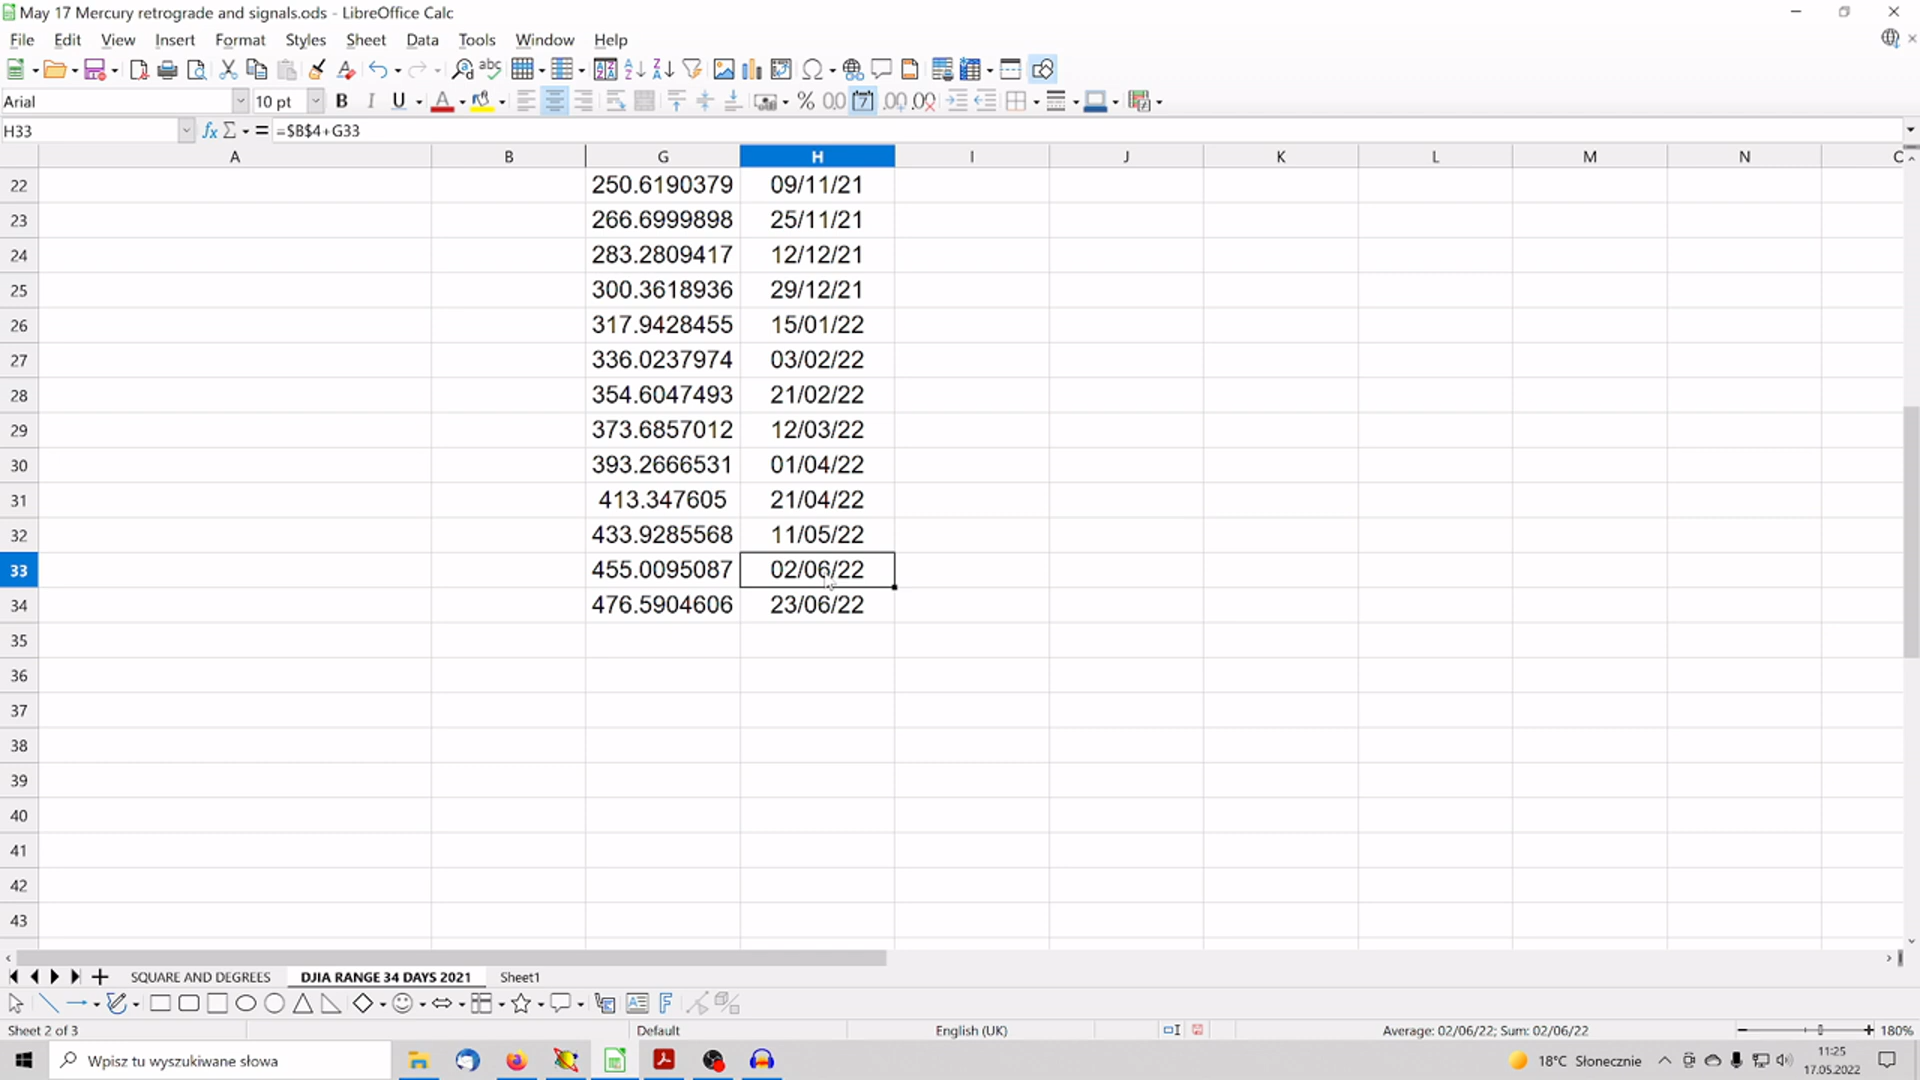 May 17 Mercury retrograde and signals.ods - LibreOffice Calc
File Edit View Insert Format Styles Sheet Data Tools Window Help
Arial 10 pt
H33 =$B$4+G33
A B G H I J K L M N
22 250.6190379 09/11/21
23 266.6999898 25/11/21
24 283.2809417 12/12/21
25 300.3618936 29/12/21
26 317.9428455 15/01/22
27 336.0237974 03/02/22
28 354.6047493 21/02/22
29 373.6857012 12/03/22
30 393.2666531 01/04/22
31 413.347605 21/04/22
32 433.9285568 11/05/22
33 455.0095087 02/06/22
34 476.5904606 23/06/22
35
36
37
38
39
40
41
42
43
SQUARE AND DEGREES DJIA RANGE 34 DAYS 2021 Sheet1
Sheet 2 of 3 Default English (UK) Average: 02/06/22; Sum: 02/06/22 180%
Wpisz tu wyszukiwane słowa 18°C Słonecznie 11:25
17.05.2022